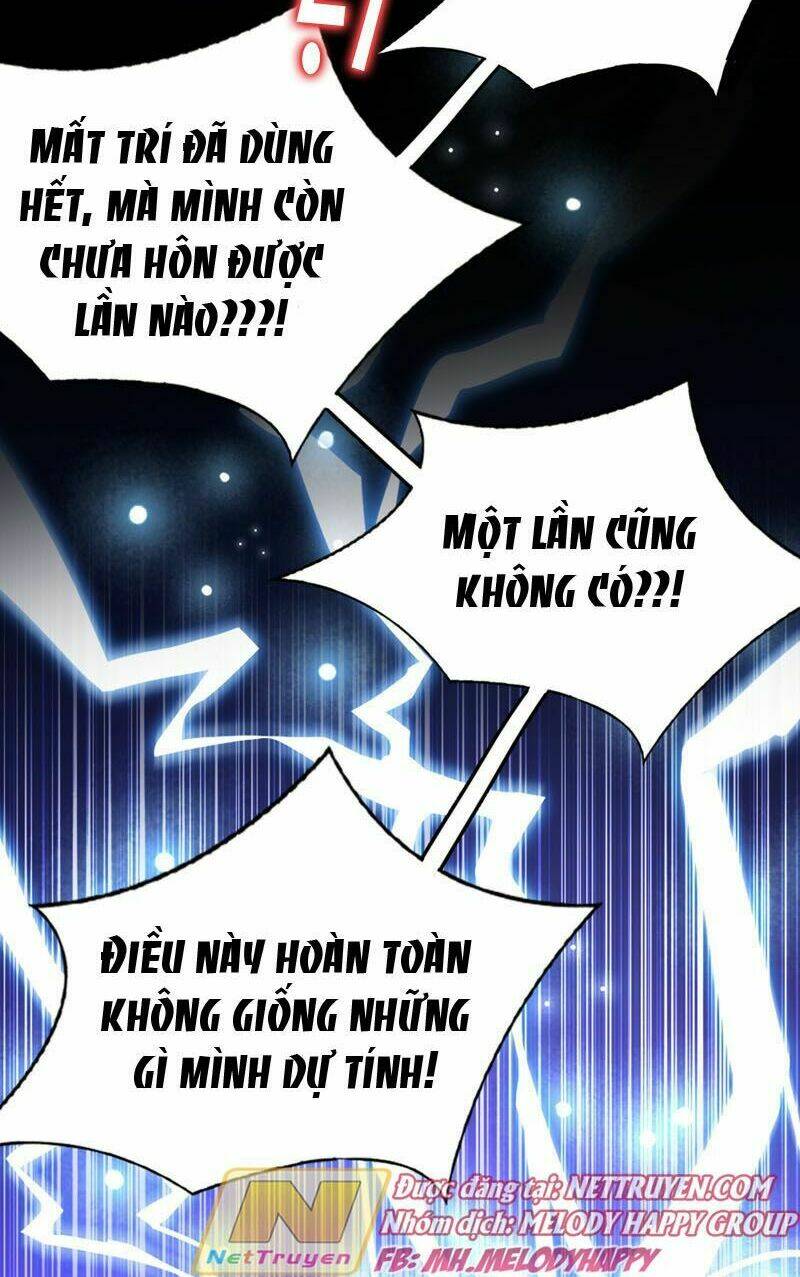 MẤT TRÍ ĐÃ DÙNG
HẾT, MÀ MÌNH CÒN
CHƯA HÔN ĐƯỢC
LẦN NÀO???!
MỘT LẦN CŨNG
KHÔNG CÓ??!
ĐIỀU NÀY HOÀN TOÀN
KHÔNG GIỐNG NHỮNG
GÌ MÌNH DỰ TÍNH!
N
NetTruyen
Được đăng tại: NETTRUYEN.COM
Nhóm dịch: MELODY HAPPY GROUP
FB: MH.MELODYHAPPY